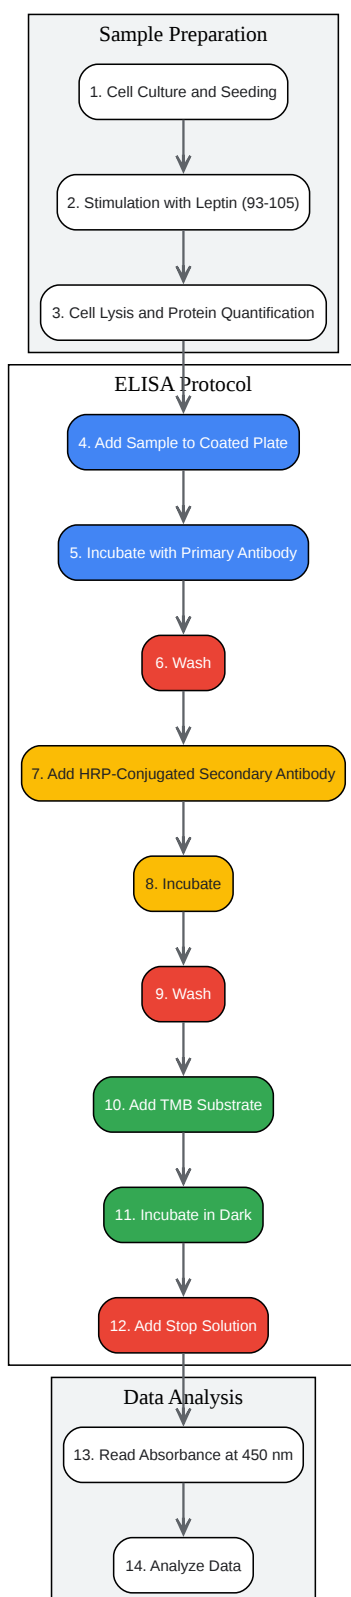 Sample Preparation
1. Cell Culture and Seeding
2. Stimulation with Leptin (93-105)
3. Cell Lysis and Protein Quantification
ELISA Protocol
4. Add Sample to Coated Plate
5. Incubate with Primary Antibody
6. Wash
7. Add HRP-Conjugated Secondary Antibody
8. Incubate
9. Wash
10. Add TMB Substrate
11. Incubate in Dark
12. Add Stop Solution
Data Analysis
13. Read Absorbance at 450 nm
14. Analyze Data